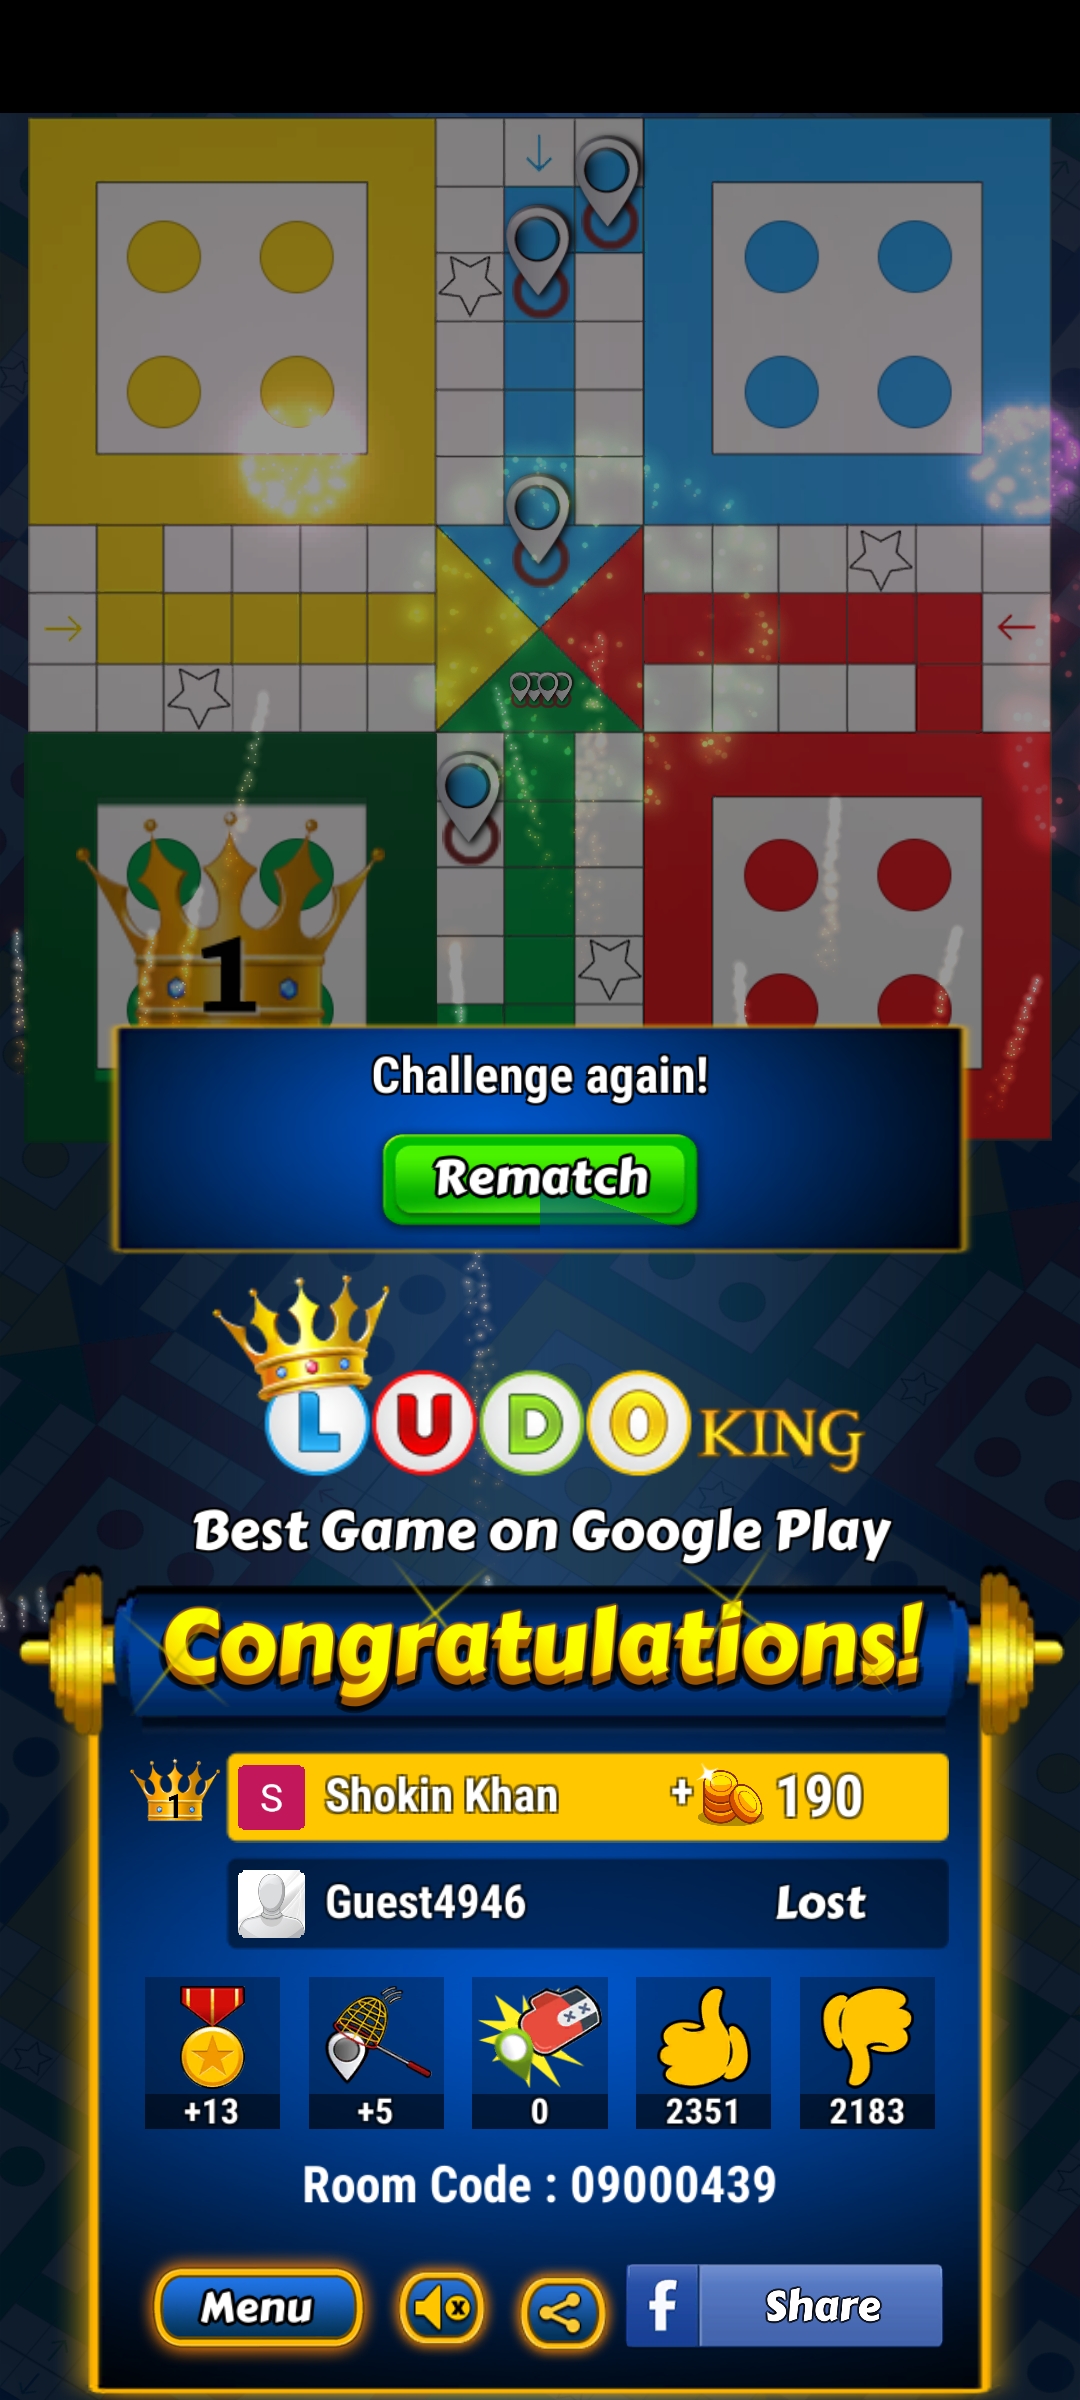 1
Challenge again!
Rematch
LUDO KING
Best Game on Google Play
Congratulations!
1 S Shokin Khan + 190
Guest4946 Lost
+13 +5 0 2351 2183
Room Code : 09000439
Menu x f Share